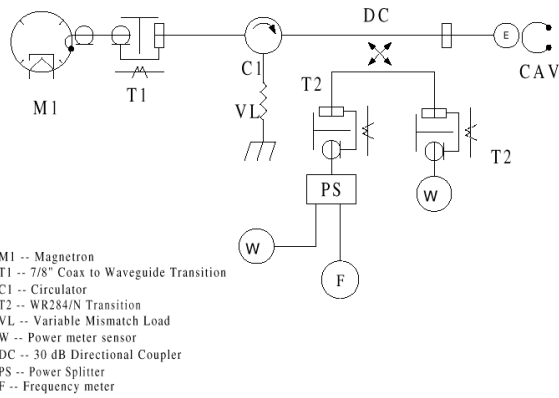 DC
E
C1
CAV
M1
T1
T2
VL
T2
PS
W
W
F
M1 -- Magnetron
T1 -- 7/8" Coax to Waveguide Transition
C1 -- Circulator
T2 -- WR284/N Transition
VL -- Variable Mismatch Load
W -- Power meter sensor
DC -- 30 dB Directional Coupler
PS -- Power Splitter
F -- Frequency meter